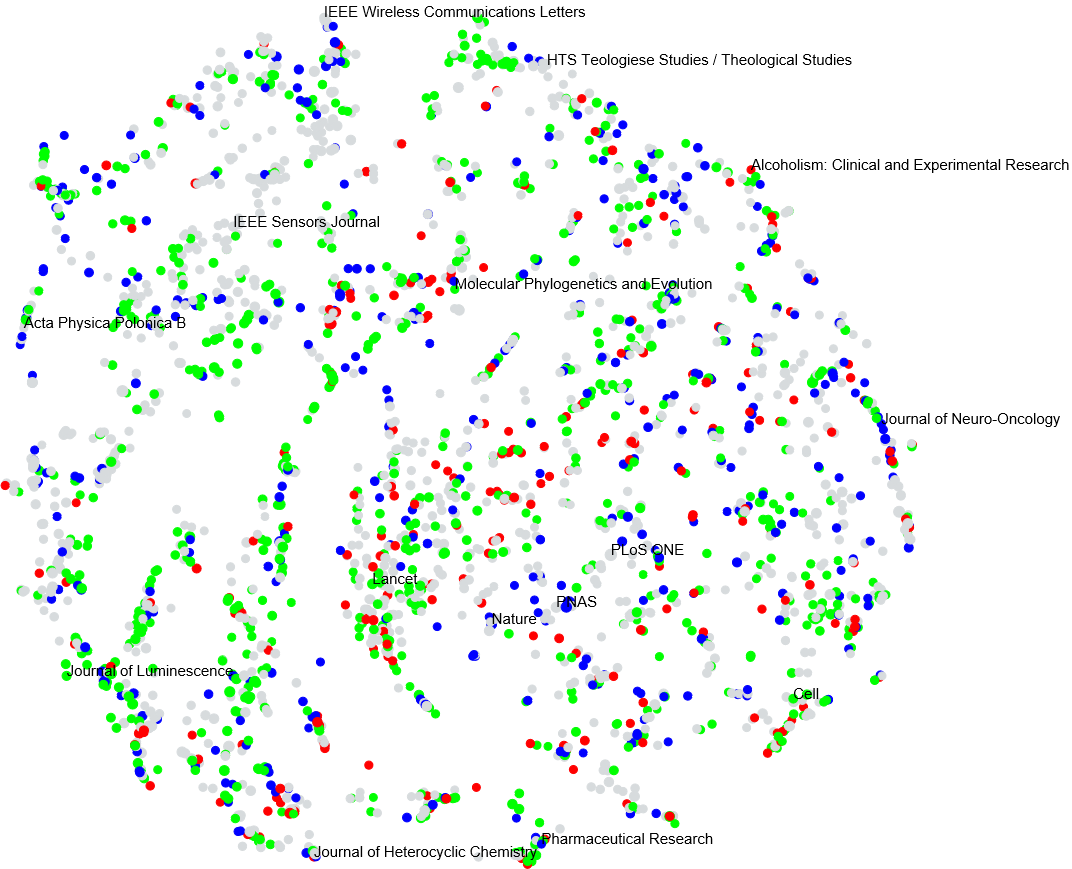 IEEE Wireless Communications Letters
HTS Teologiese Studies / Theological Studies
Alcoholism: Clinical and Experimental Research
IEEE Sensors Journal
Molecular Phylogenetics and Evolution
Acta Physica Polonica B
Journal of Neuro-Oncology
PLoS ONE
Lancet
PNAS
Nature
Journal of Luminescence
Cell
Pharmaceutical Research
Journal of Heterocyclic Chemistry